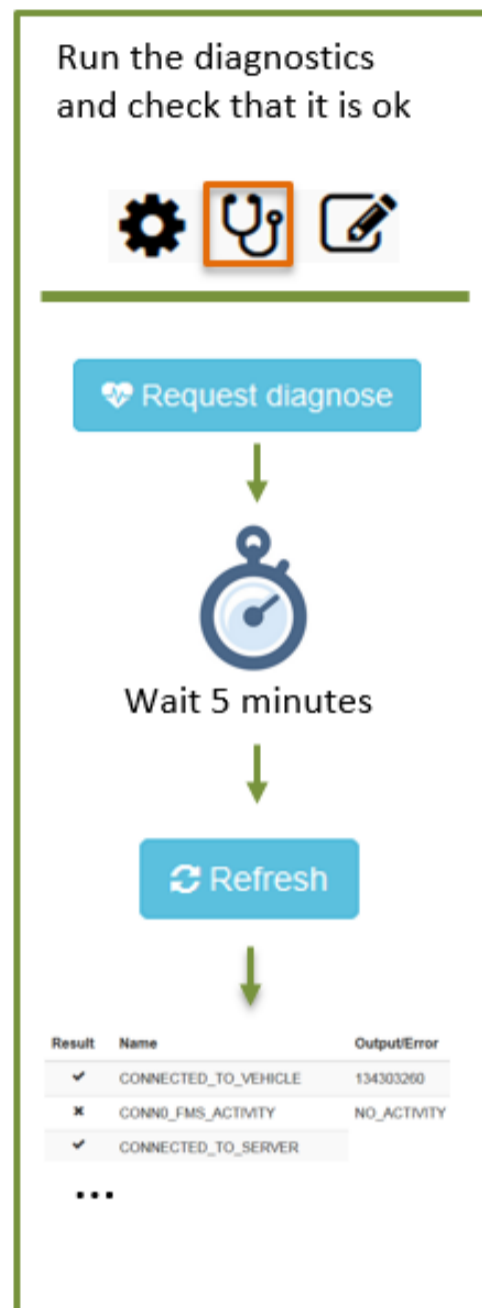 Run the diagnostics
and check that it is ok
Request diagnose
Wait 5 minutes
Refresh
Result Name Output/Error
✔ CONNECTED_TO_VEHICLE 134303260
✖ CONN0_FMS_ACTIVITY NO_ACTIVITY
✔ CONNECTED_TO_SERVER
...